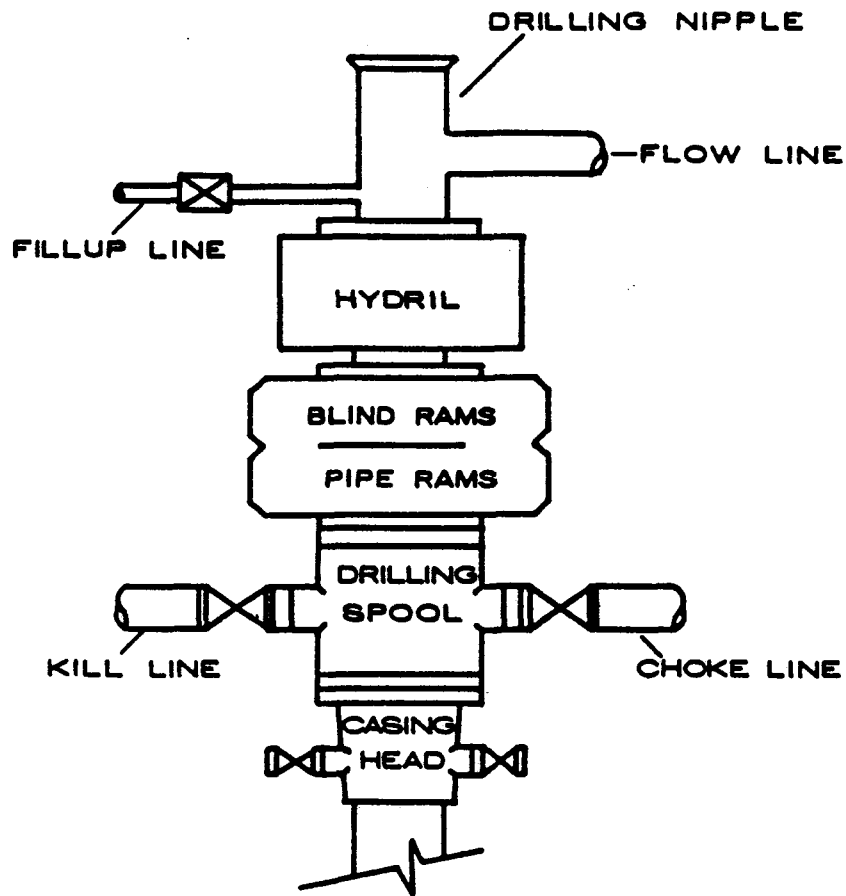 DRILLING NIPPLE
FLOW LINE
FILLUP LINE
HYDRIL
BLIND RAMS
PIPE RAMS
DRILLING
SPOOL
KILL LINE
CHOKE LINE
CASING
HEAD